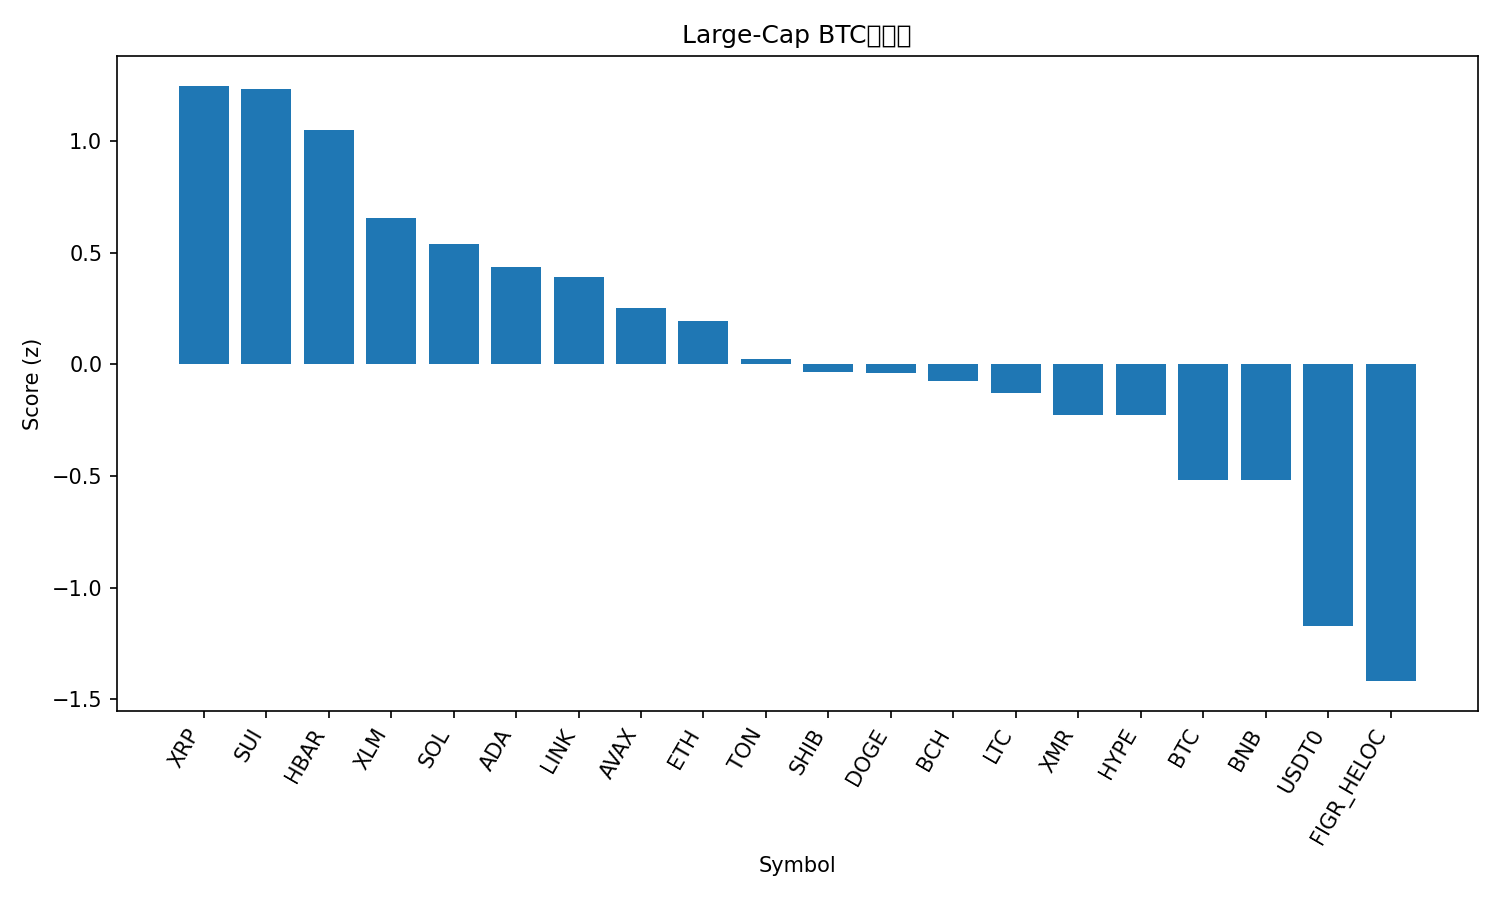 Large-Cap BTC
Score (z)
1.0
0.5
0.0
−0.5
−1.0
−1.5
XRP
SUI
HBAR
XLM
SOL
ADA
LINK
AVAX
ETH
TON
SHIB
DOGE
BCH
LTC
XMR
HYPE
BTC
BNB
USDT0
FIGR_HELOC
Symbol